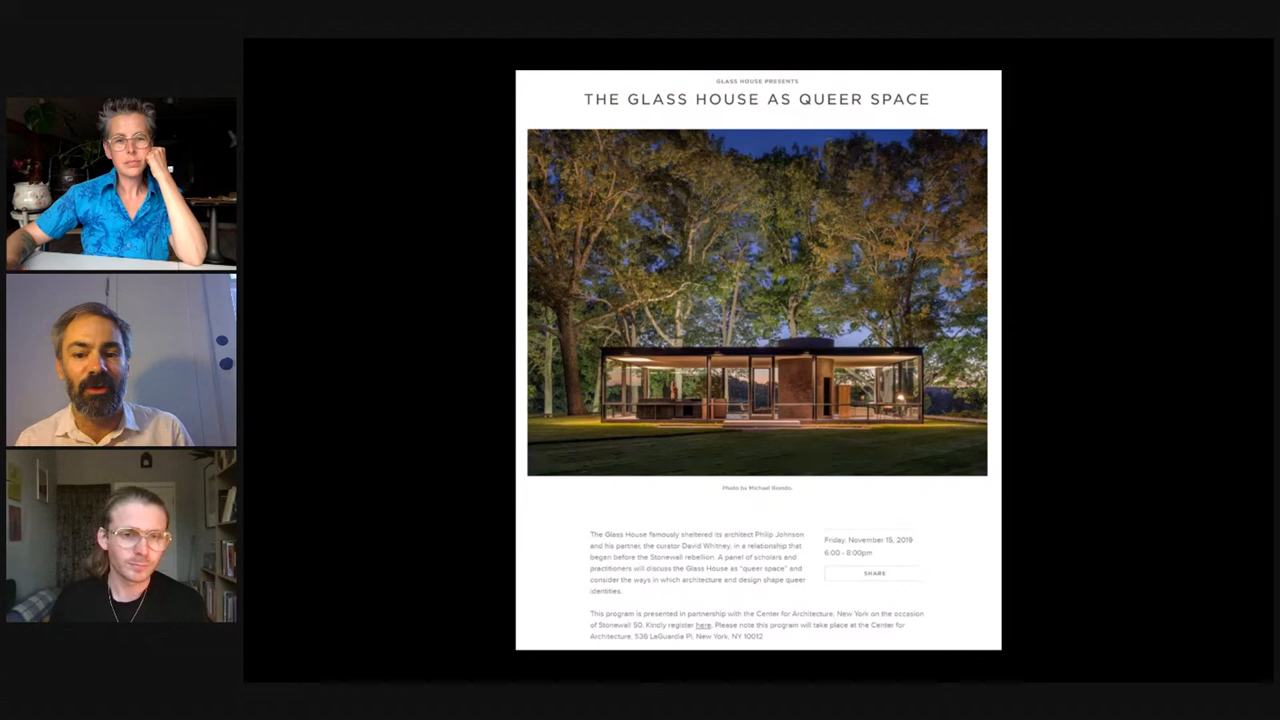 GLASS HOUSE PRESENTS
THE GLASS HOUSE AS QUEER SPACE
Photo by Michael Biondo.
The Glass House famously sheltered its architect Philip Johnson
and his partner, the curator David Whitney, in a relationship that
began before the Stonewall rebellion. A panel of scholars and
practitioners will discuss the Glass House as "queer space" and
consider the ways in which architecture and design shape queer
identities.
Friday, November 15, 2019
6:00 - 8:00pm
SHARE
This program is presented in partnership with the Center for Architecture, New York on the occasion
of Stonewall 50. Kindly register here. Please note this program will take place at the Center for
Architecture, 536 LaGuardia Pl, New York, NY 10012